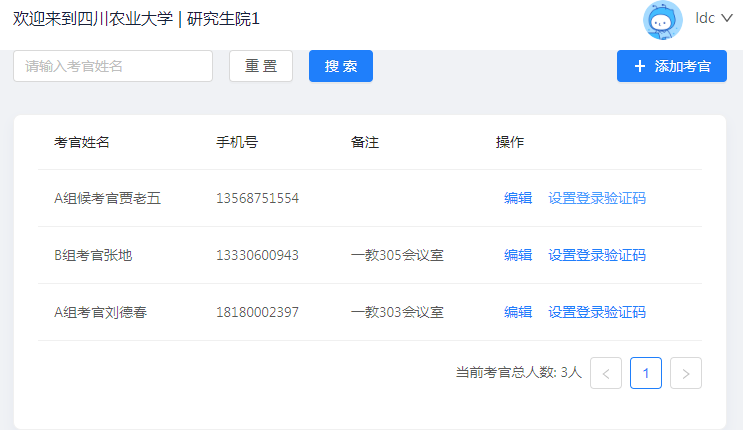 欢迎来到四川农业大学 | 研究生院1
ldc
请输入考官姓名
重 置
搜 索
添加考官
考官姓名 手机号 备注 操作
A组候考官贾老五 13568751554 编辑 设置登录验证码
B组考官张地 13330600943 一教305会议室 编辑 设置登录验证码
A组考官刘德春 18180002397 一教303会议室 编辑 设置登录验证码
当前考官总人数: 3人 < 1 >